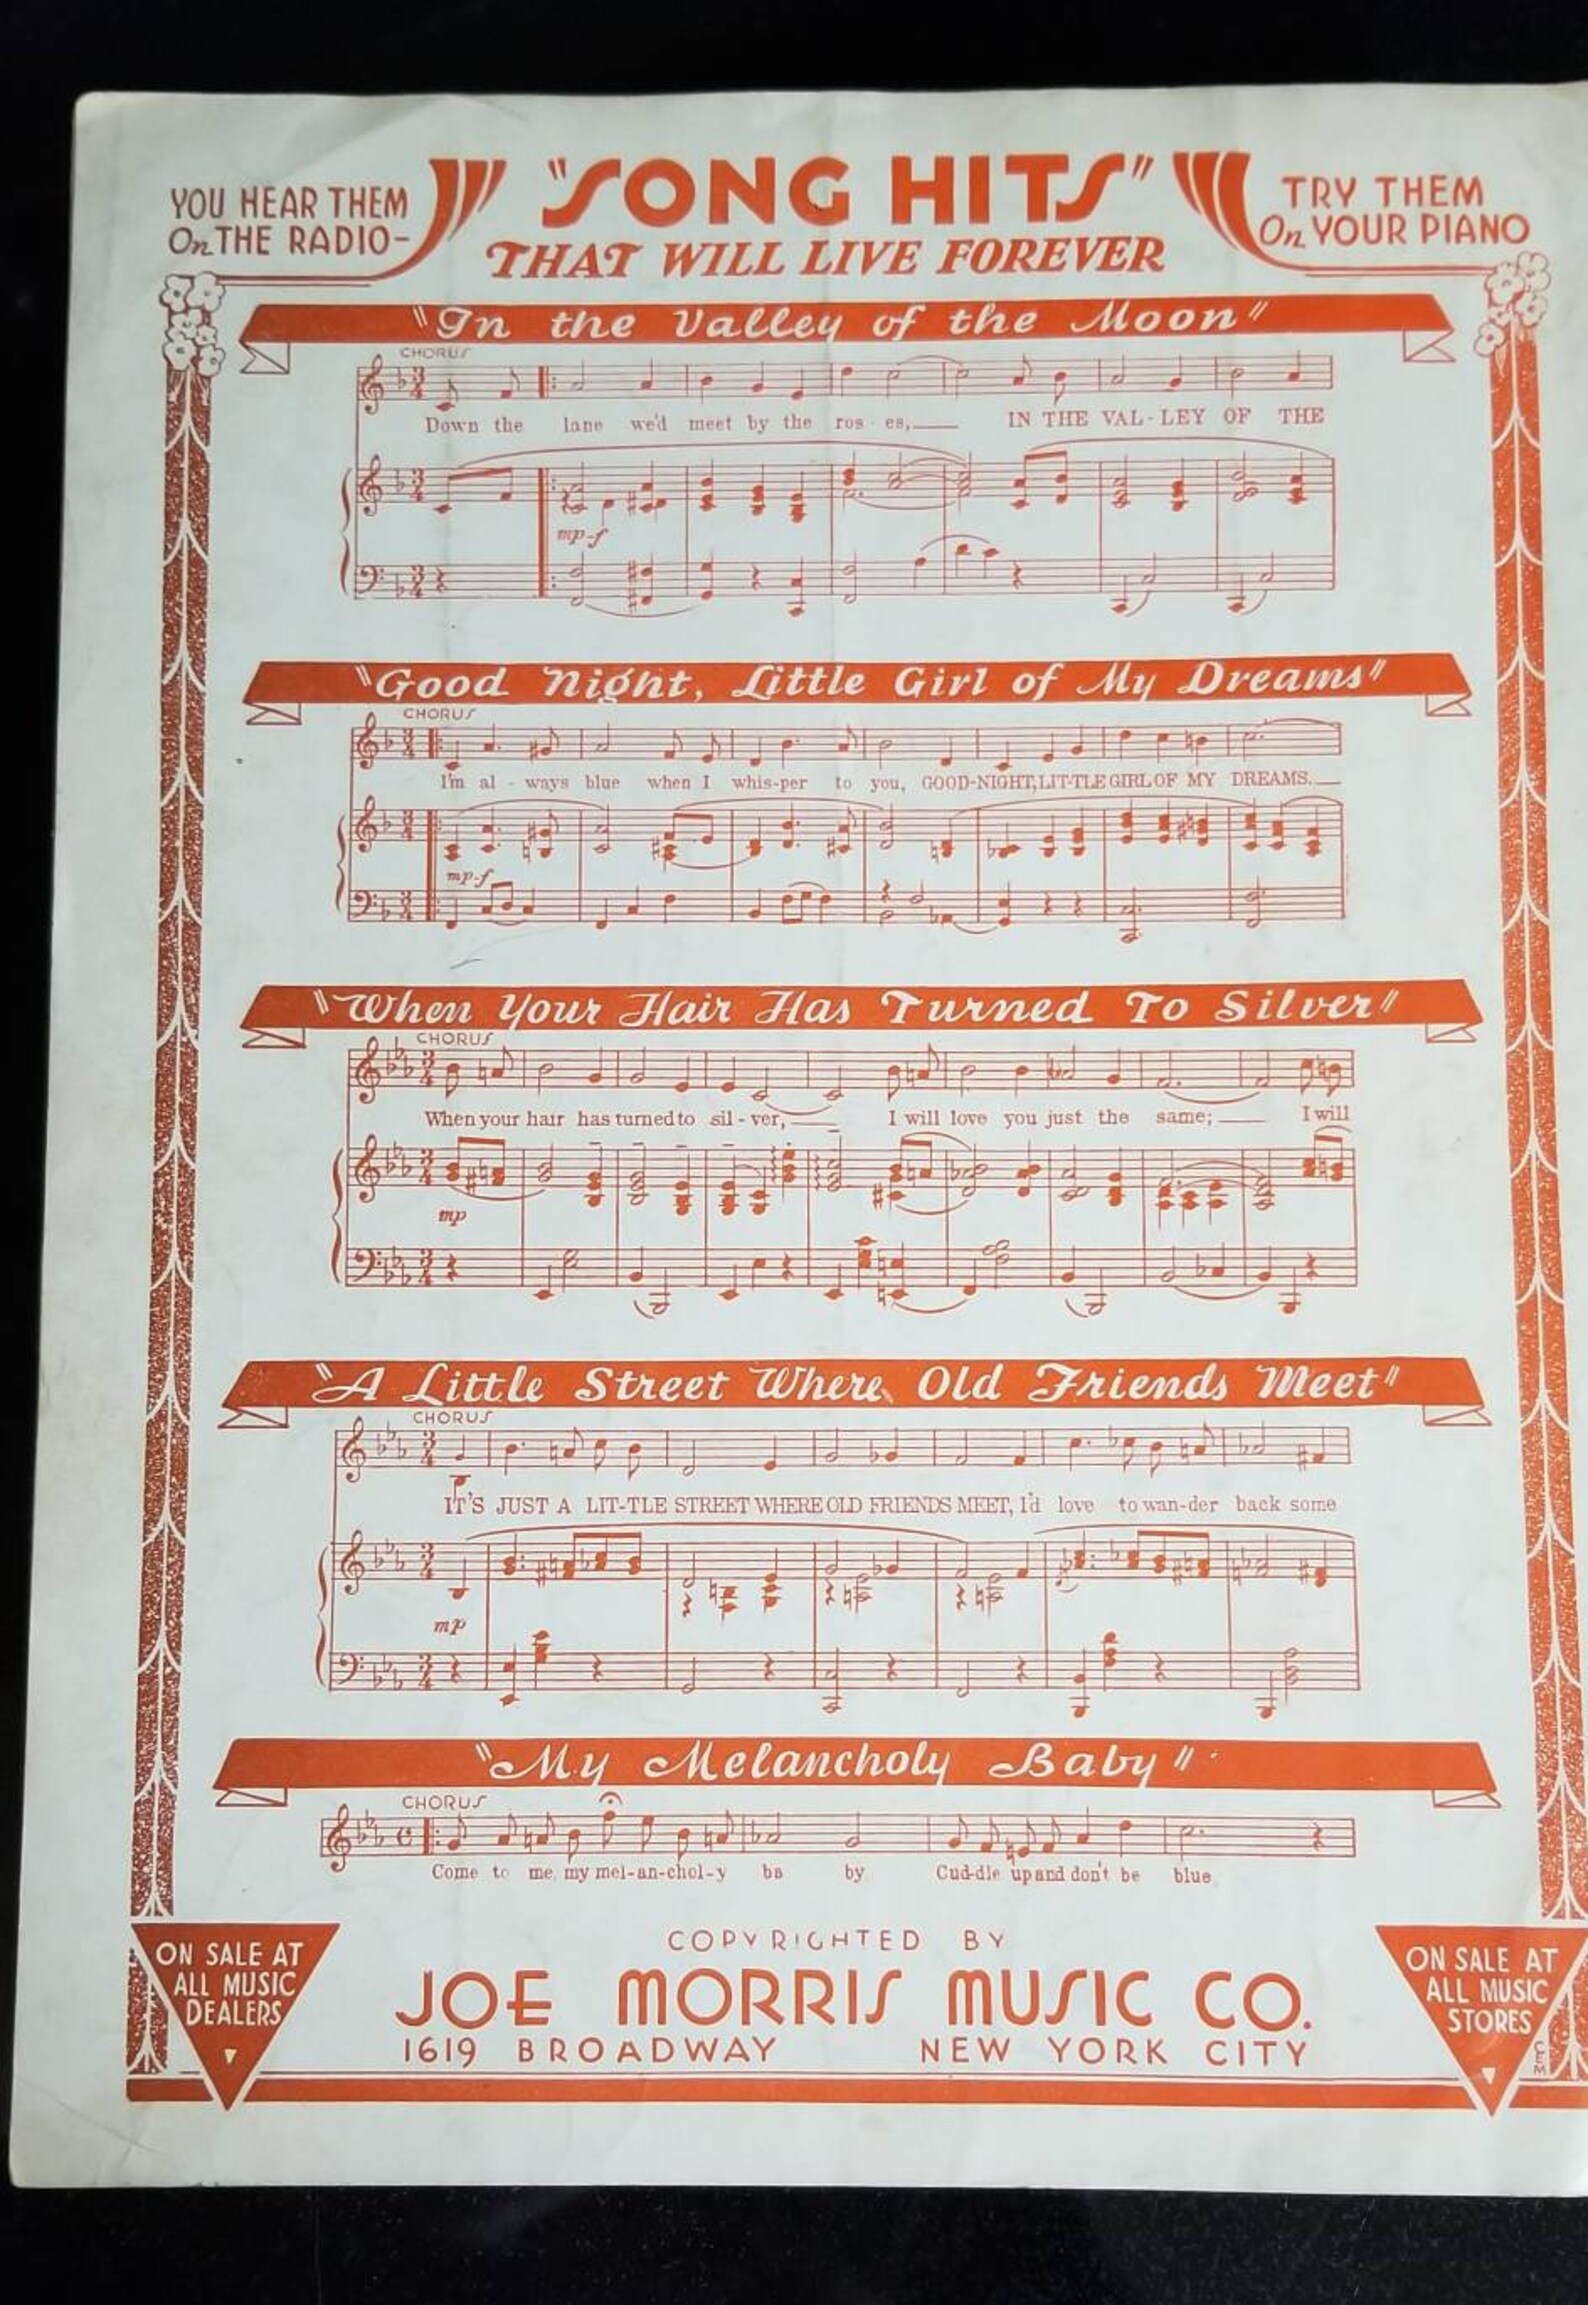 YOU HEAR THEM
On THE RADIO-
"SONG HITS"
THAT WILL LIVE FOREVER
TRY THEM
On YOUR PIANO
"In the Valley of the Moon"
CHORUS
Down the lane we'd meet by the ros - es, IN THE VAL - LEY OF THE
mp-f
"Good Night, Little Girl of My Dreams"
CHORUS
I'm al - ways blue when I whis-per to you, GOOD-NIGHT, LIT-TLE GIRL OF MY DREAMS.
mp-f
"When Your Hair Has Turned To Silver"
CHORUS
When your hair has turned to sil - ver, I will love you just the same; I will
mp
"A Little Street Where Old Friends Meet"
CHORUS
IT'S JUST A LIT-TLE STREET WHERE OLD FRIENDS MEET, I'd love to wan-der back some
mp
"My Melancholy Baby"
CHORUS
Come to me, my mel-an-chol-y ba by Cud-dle up and don't be blue
ON SALE AT
ALL MUSIC
DEALERS
COPYRIGHTED BY
JOE MORRIS MUSIC CO.
1619 BROADWAY NEW YORK CITY
ON SALE AT
ALL MUSIC
STORES
CEM